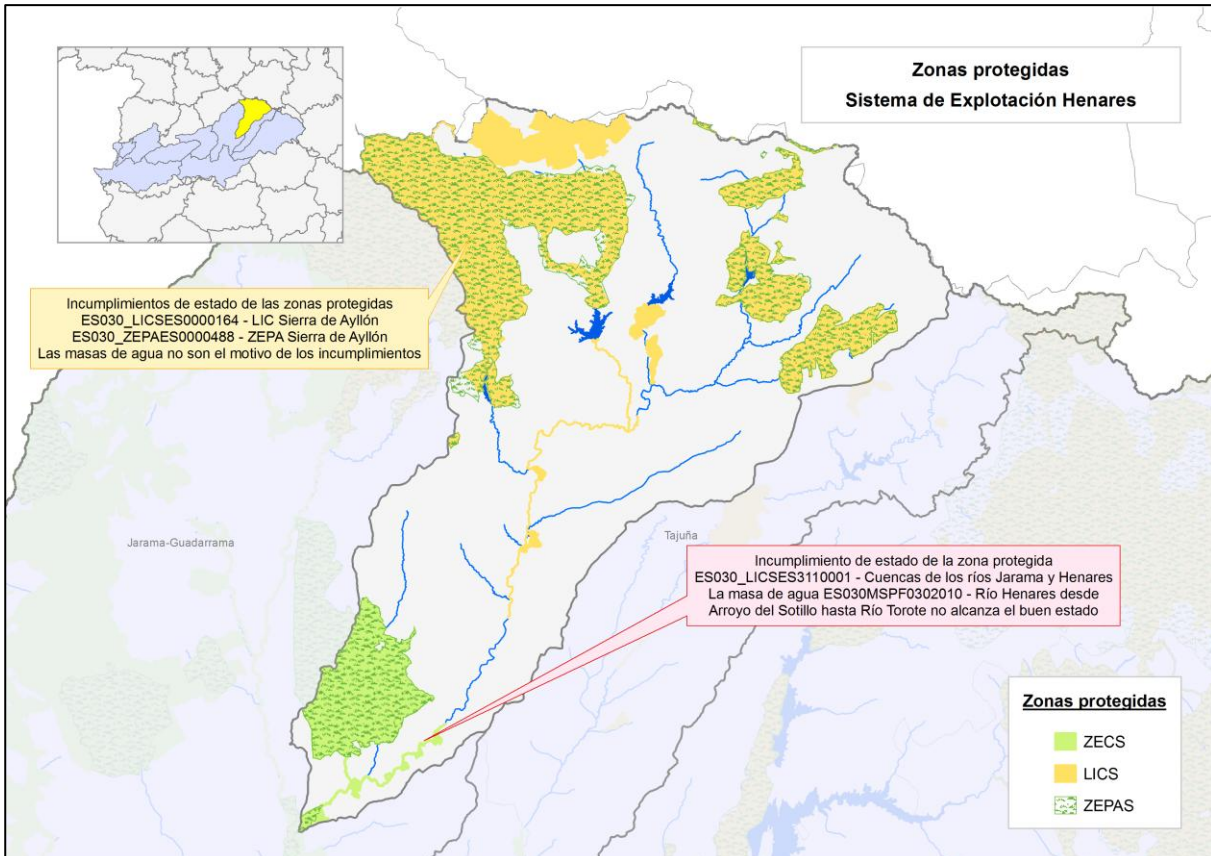 Zonas protegidas
Sistema de Explotación Henares
Incumplimientos de estado de las zonas protegidas
ES030_LICSES0000164 - LIC Sierra de Ayllón
ES030_ZEPAES0000488 - ZEPA Sierra de Ayllón
Las masas de agua no son el motivo de los incumplimientos
Jarama-Guadarrama
Tajuña
Incumplimiento de estado de la zona protegida
ES030_LICSES3110001 - Cuencas de los ríos Jarama y Henares
La masa de agua ES030MSPF0302010 - Río Henares desde
Arroyo del Sotillo hasta Río Torote no alcanza el buen estado
Zonas protegidas
ZECS
LICS
ZEPAS